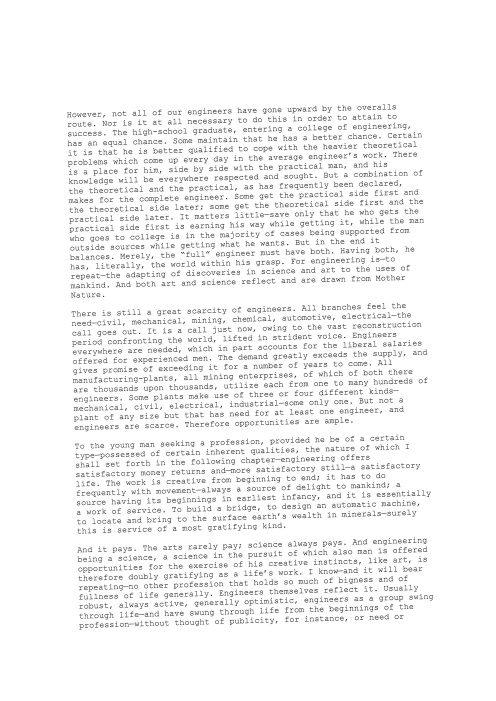 However, not all of our engineers have gone upward by the overalls
route. Nor is it at all necessary to do this in order to attain to
success. The high-school graduate, entering a college of engineering,
has an equal chance. Some maintain that he has a better chance. Certain
it is that he is better qualified to cope with the heavier theoretical
problems which come up every day in the average engineer's work. There
is a place for him, side by side with the practical man, and his
knowledge will be everywhere respected and sought. But a combination of
the theoretical and the practical, as has frequently been declared,
makes for the complete engineer. Some get the practical side first and
the theoretical side later; some get the theoretical side first and the
practical side later. It matters little—save only that he who gets the
practical side first is earning his way while getting it, while the man
who goes to college is in the majority of cases being supported from
outside sources while getting what he wants. But in the end it
balances. Merely, the "full" engineer must have both. Having both, he
has, literally, the world within his grasp. For engineering is—to
repeat—the adapting of discoveries in science and art to the uses of
mankind. And both art and science reflect and are drawn from Mother
Nature.
There is still a great scarcity of engineers. All branches feel the
need—civil, mechanical, mining, chemical, automotive, electrical—the
call goes out. It is a call just now, owing to the vast reconstruction
period confronting the world, lifted in strident voice. Engineers
everywhere are needed, which in part accounts for the liberal salaries
offered for experienced men. The demand greatly exceeds the supply, and
gives promise of exceeding it for a number of years to come. All
manufacturing-plants, all mining enterprises, of which of both there
are thousands upon thousands, utilize each from one to many hundreds of
engineers. Some plants make use of three or four different kinds—
mechanical, civil, electrical, industrial—some only one. But not a
plant of any size but that has need for at least one engineer, and
engineers are scarce. Therefore opportunities are ample.
To the young man seeking a profession, provided he be of a certain
type—possessed of certain inherent qualities, the nature of which I
shall set forth in the following chapter—engineering offers
satisfactory money returns and—more satisfactory still—a satisfactory
life. The work is creative from beginning to end; it has to do
frequently with movement—always a source of delight to mankind; a
source having its beginnings in earliest infancy, and it is essentially
a work of service. To build a bridge, to design an automatic machine,
to locate and bring to the surface earth's wealth in minerals—surely
this is service of a most gratifying kind.
And it pays. The arts rarely pay; science always pays. And engineering
being a science, a science in the pursuit of which also man is offered
opportunities for the exercise of his creative instincts, like art, is
therefore doubly gratifying as a life's work. I know—and it will bear
repeating—no other profession that holds so much of bigness and of
fullness of life generally. Engineers themselves reflect it. Usually
robust, always active, generally optimistic, engineers as a group swing
through life—and have swung through life from the beginnings of the
profession—without thought of publicity, for instance, or need or